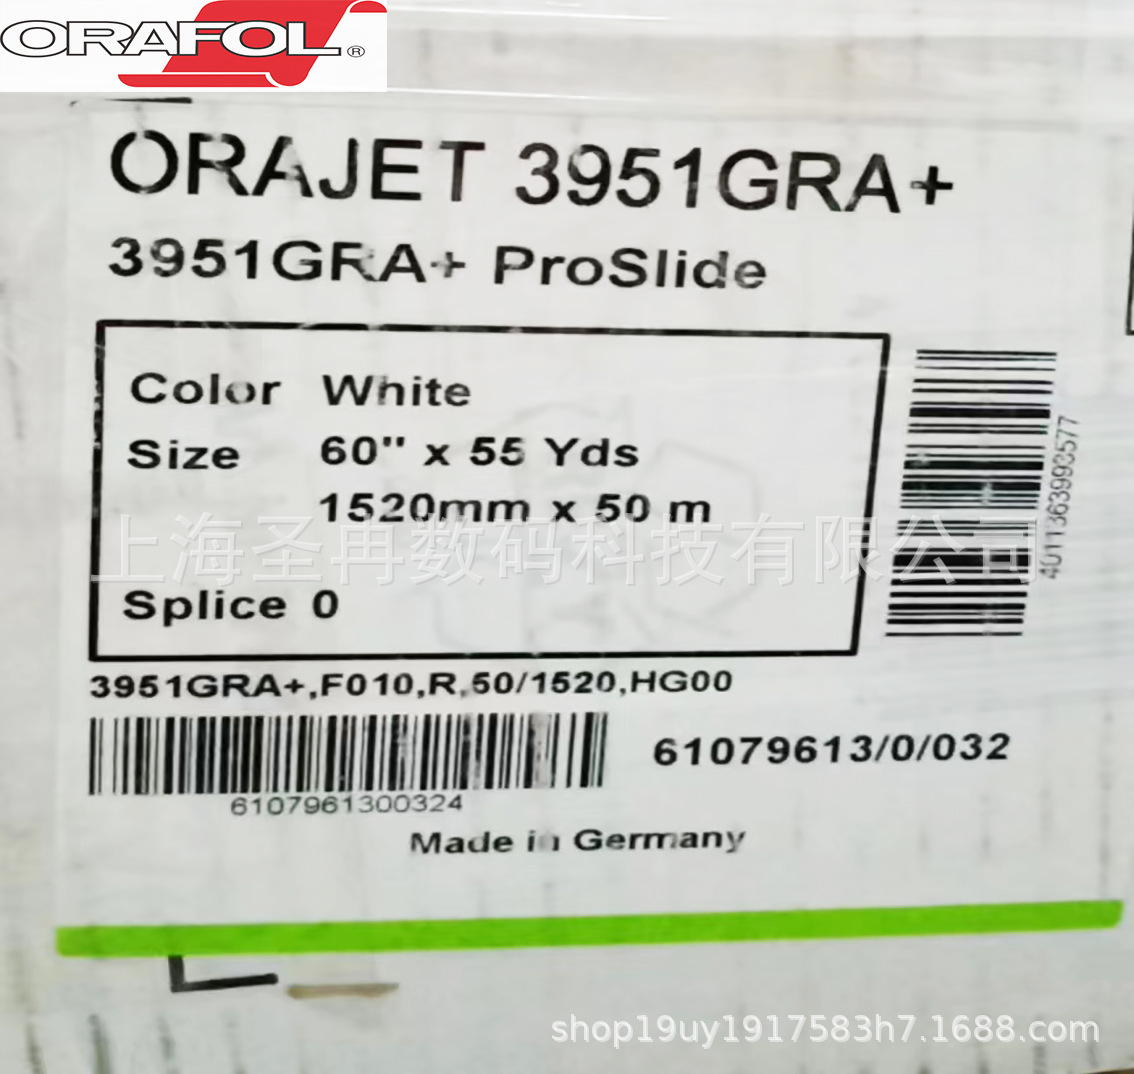 ORAFOL®
ORAJET 3951GRA+
3951GRA+ ProSlide
Color White
Size 60" x 55 Yds
1520mm x 50 m
上海圣冉数码科技有限公司
Splice 0
4011363993577
3951GRA+,F010,R,50/1520,HG00
61079613/0/032
6107961300324
Made in Germany
shop19uy1917583h7.1688.com